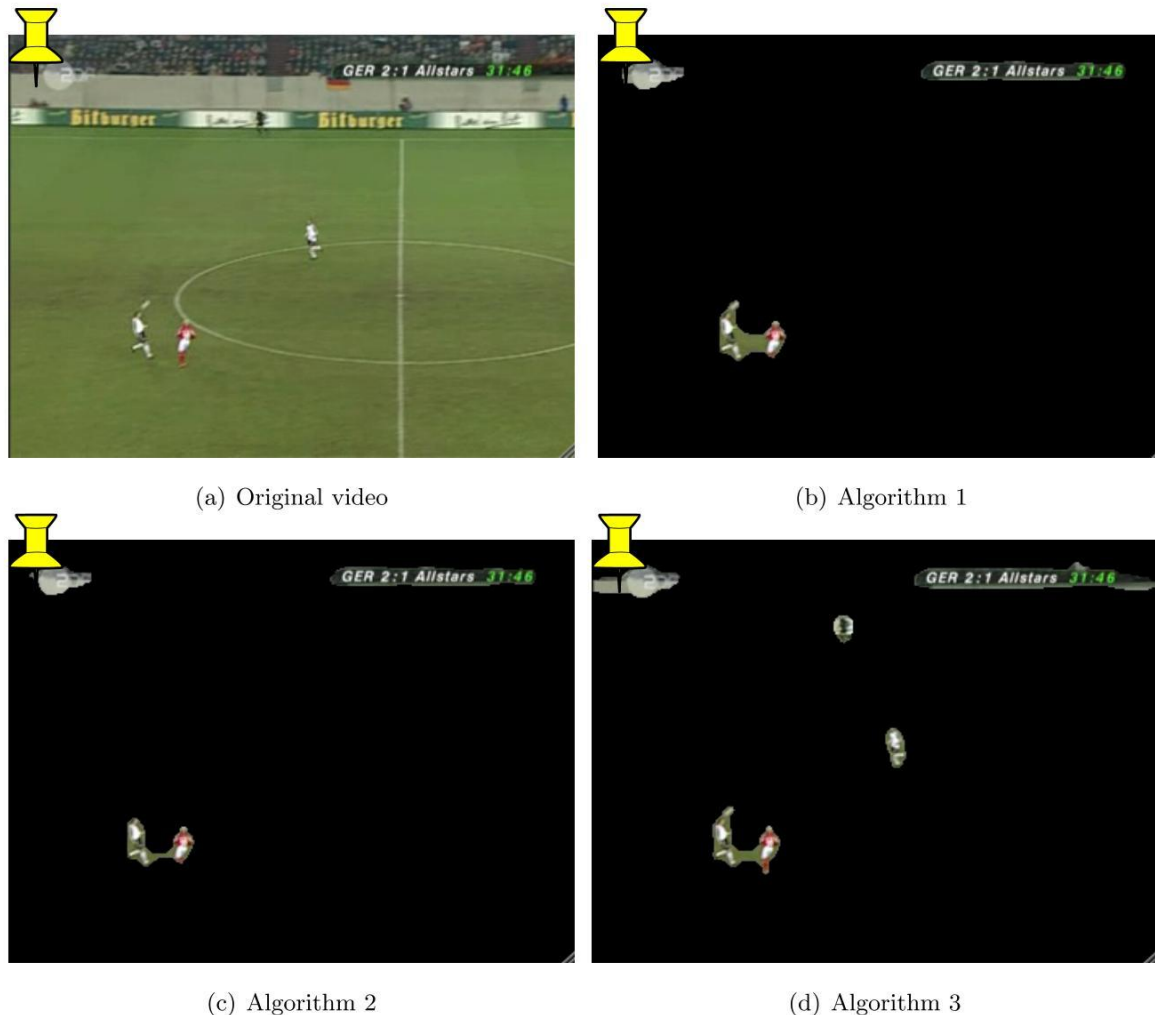 GER 2:1 Allstars 31:46
Bitburger Bitburger
(a) Original video
GER 2:1 Allstars 31:46
(b) Algorithm 1
GER 2:1 Allstars 31:46
(c) Algorithm 2
GER 2:1 Allstars 31:46
(d) Algorithm 3